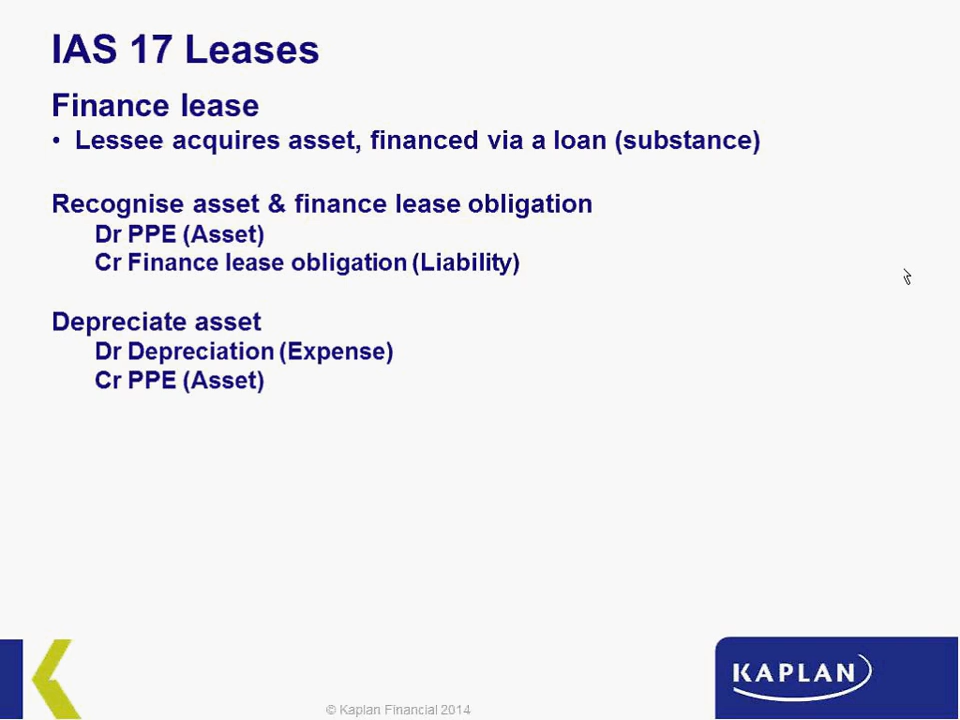 IAS 17 Leases
Finance lease
• Lessee acquires asset, financed via a loan (substance)
Recognise asset & finance lease obligation
Dr PPE (Asset)
Cr Finance lease obligation (Liability)
Depreciate asset
Dr Depreciation (Expense)
Cr PPE (Asset)
KAPLAN
© Kaplan Financial 2014